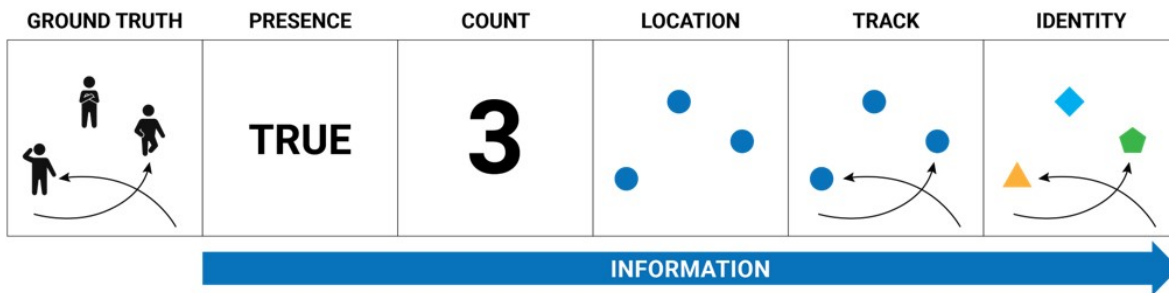 GROUND TRUTH PRESENCE COUNT LOCATION TRACK IDENTITY
TRUE 3
INFORMATION